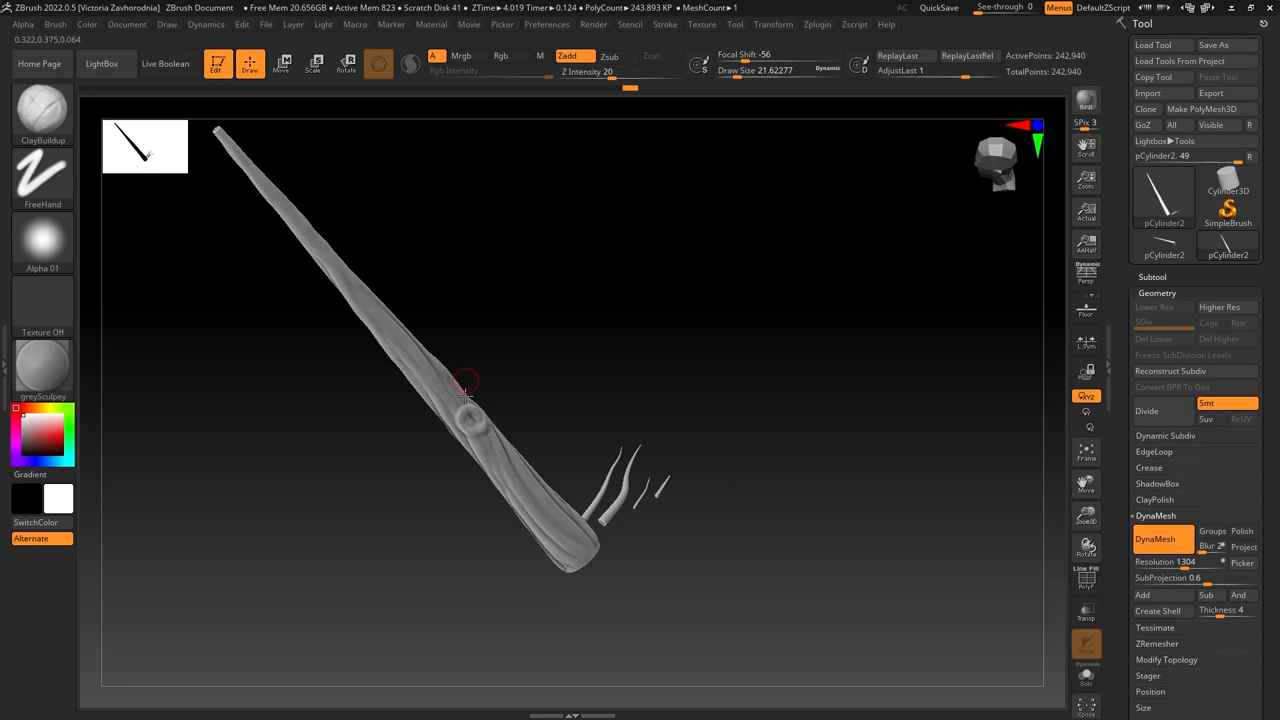 ZBrush 2022.0.5 [Victoria Zavhorodnia] ZBrush Document • Free Mem 20.656GB • Active Mem 823 • Scratch Disk 41 • ZTime▸4.019 Timer▸0.124 • PolyCount▸243.893 KP • MeshCount▸1 AC QuickSave See-through 0 Menus DefaultZScript
Alpha Brush Color Document Draw Dynamics Edit File Layer Light Macro Marker Material Movie Picker Preferences Render Stencil Stroke Texture Tool Transform Zplugin Zscript Help
0.322,0.375,0.064
Home Page LightBox Live Boolean Edit Draw Move Scale Rotate
A Mrgb Rgb M Zadd Zsub Zcut
Rgb Intensity Z Intensity 20
Focal Shift -56
Draw Size 21.62277 Dynamic
S D
ReplayLast ReplayLastRel
AdjustLast 1
ActivePoints: 242,940
TotalPoints: 242,940
ClayBuildup
FreeHand
Alpha 01
Texture Off
greySculpey
Gradient
SwitchColor
Alternate
BPR
SPix 3
Scroll
Zoom
Actual
AAHalf
Dynamic
Persp
Floor
L.Sym
XYZ
Frame
Move
Zoom3D
Rotate
Line Fill
PolyF
Transp
Dynamic
Solo
Xpose
Tool
Load Tool Save As
Load Tools From Project
Copy Tool Paste Tool
Import Export
Clone Make PolyMesh3D
GoZ All Visible R
Lightbox▸Tools
pCylinder2. 49 R
Cylinder3D
pCylinder2 SimpleBrush
pCylinder2 pCylinder2
Subtool
Geometry
Lower Res Higher Res
SDiv Cage Rstr
Del Lower Del Higher
Freeze SubDivision Levels
Reconstruct Subdiv
Convert BPR To Geo
Divide Smt
Suv ReUV
Dynamic Subdiv
EdgeLoop
Crease
ShadowBox
ClayPolish
DynaMesh
DynaMesh Groups Polish
Blur 2 Project
Resolution 1304 Picker
SubProjection 0.6
Add Sub And
Create Shell Thickness 4
Tessimate
ZRemesher
Modify Topology
Stager
Position
Size